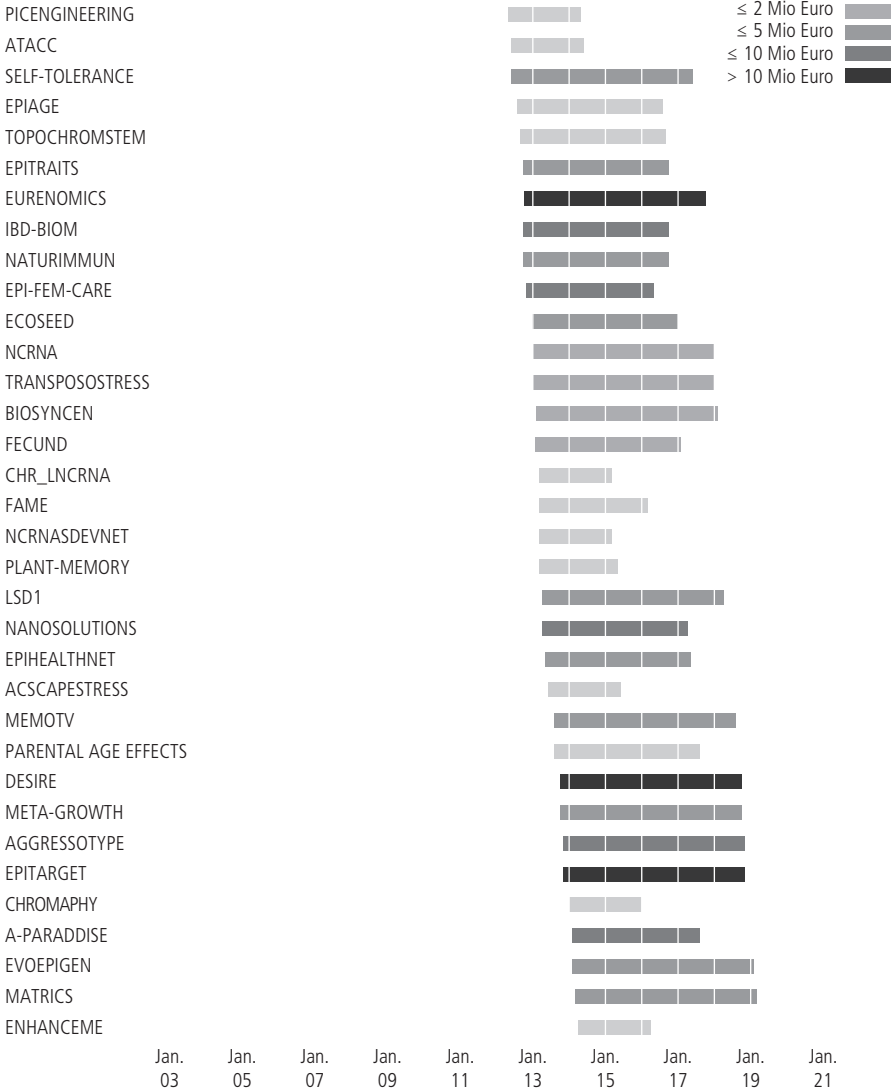 PICENGINEERING
≤ 2 Mio Euro
ATACC
≤ 5 Mio Euro
≤ 10 Mio Euro
SELF-TOLERANCE
> 10 Mio Euro
EPIAGE
TOPOCHROMSTEM
EPITRAITS
EURENOMICS
IBD-BIOM
NATURIMMUN
EPI-FEM-CARE
ECOSEED
NCRNA
TRANSPOSOSTRESS
BIOSYNCEN
FECUND
CHR_LNCRNA
FAME
NCRNASDEVNET
PLANT-MEMORY
LSD1
NANOSOLUTIONS
EPIHEALTHNET
ACSCAPESTRESS
MEMOTV
PARENTAL AGE EFFECTS
DESIRE
META-GROWTH
AGGRESSOTYPE
EPITARGET
CHROMAPHY
A-PARADDISE
EVOEPIGEN
MATRICS
ENHANCEME
Jan. Jan. Jan. Jan. Jan. Jan. Jan. Jan. Jan. Jan.
03 05 07 09 11 13 15 17 19 21